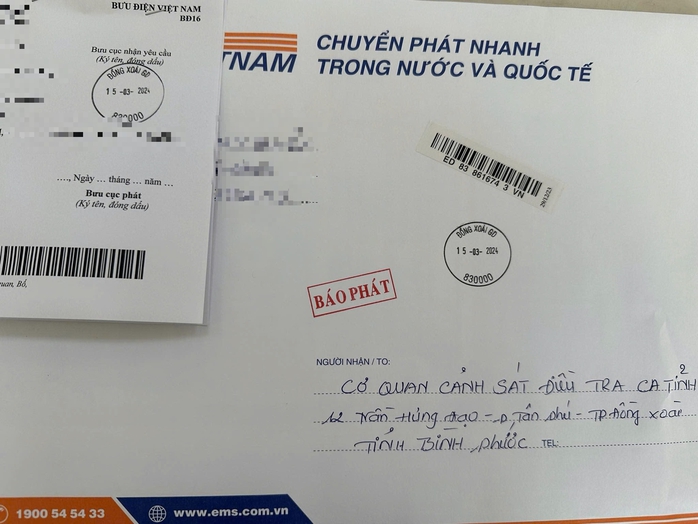 BƯU ĐIỆN VIỆT NAM
BĐ16
Bưu cục nhận yêu cầu
(Ký tên, đóng dấu)
ĐỒNG XOÀI GD
15-03-2024
830000
...., Ngày ... tháng ... năm ...
Bưu cục phát
(Ký tên, đóng dấu)
TNAM
CHUYỂN PHÁT NHANH
TRONG NƯỚC VÀ QUỐC TẾ
ED 83 861674 3 VN
ĐỒNG XOÀI GD
15-03-2024
830000
BÁO PHÁT
NGƯỜI NHẬN / TO:
CƠ QUAN CẢNH SÁT ĐIỀU TRA CA TỈNH
12 Trần Hưng Đạo - P. Tân Phú - TP Đồng Xoài
TỈNH BÌNH PHƯỚC TEL:
1900 54 54 33
www.ems.com.vn